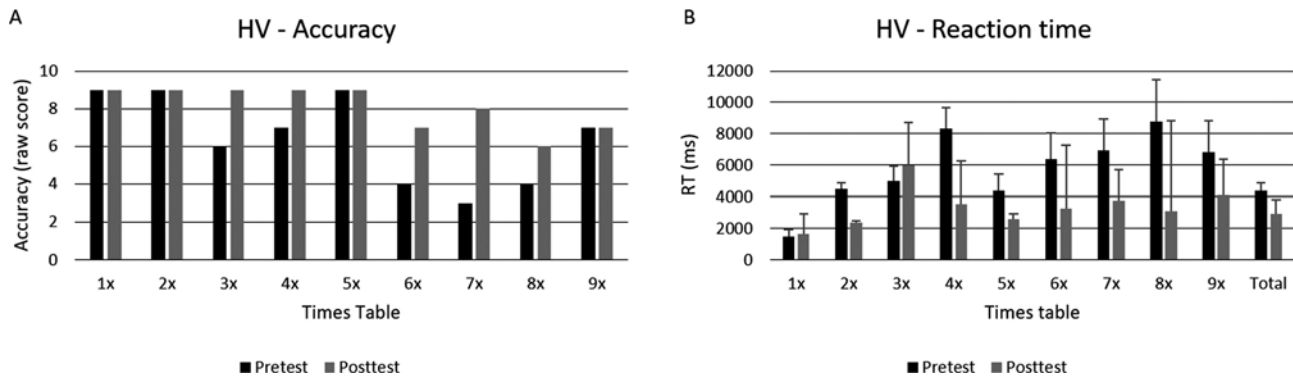 A
HV - Accuracy
Accuracy (raw score)
10
8
6
4
2
0
1x 2x 3x 4x 5x 6x 7x 8x 9x
Times Table
Pretest Posttest
B
HV - Reaction time
RT (ms)
12000
10000
8000
6000
4000
2000
0
1x 2x 3x 4x 5x 6x 7x 8x 9x Total
Times table
Pretest Posttest